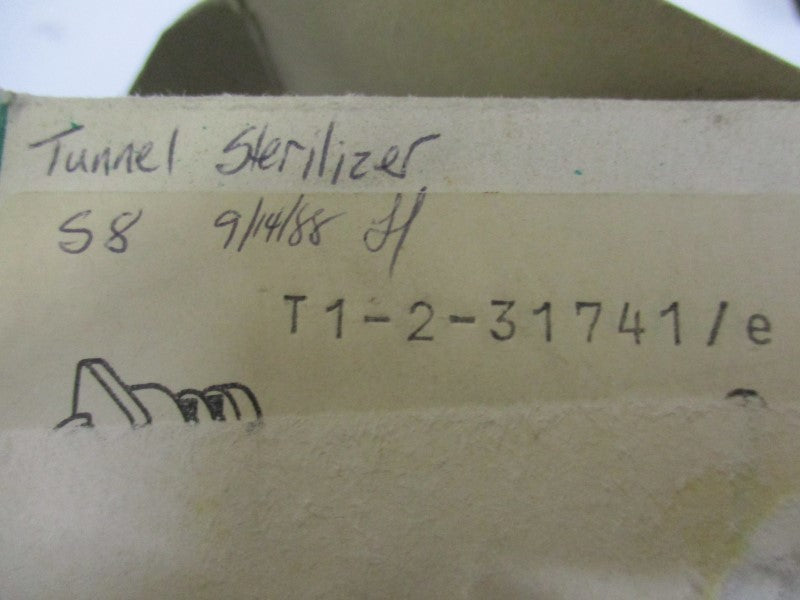 Tunnel Sterilizer
S8 9/14/88
T1-2-31741/e